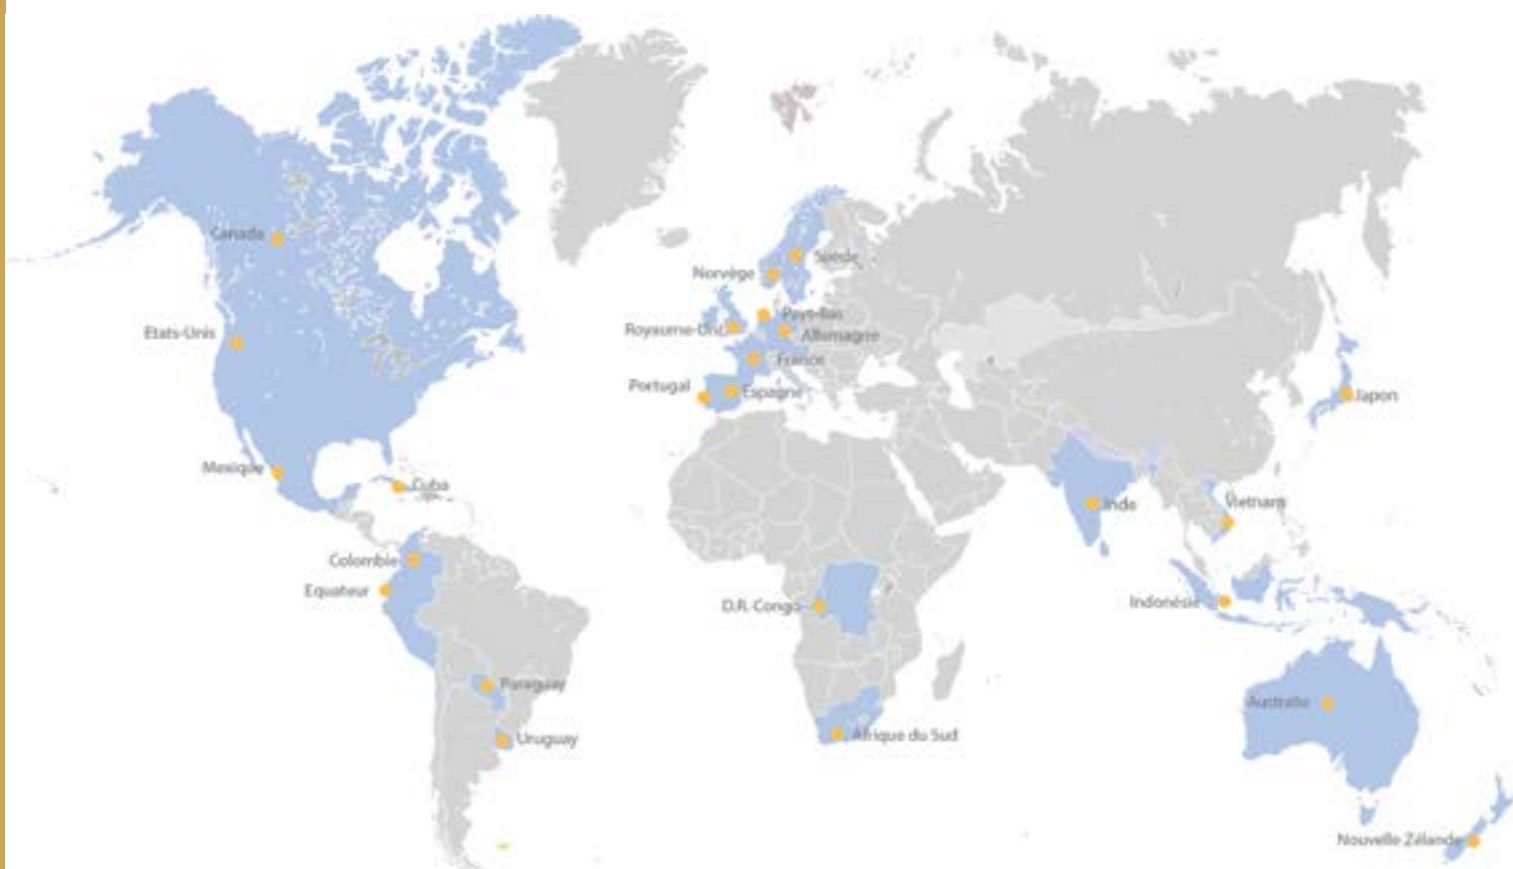 Canada
Suède
Norvège
Pays-Bas
Royaume-Uni
Etats-Unis
Allemagne
France
Portugal
Espagne
Japon
Mexique
Cuba
Inde
Vietnam
Colombie
Equateur
D.R. Congo
Indonésie
Paraguay
Australie
Uruguay
Afrique du Sud
Nouvelle Zélande